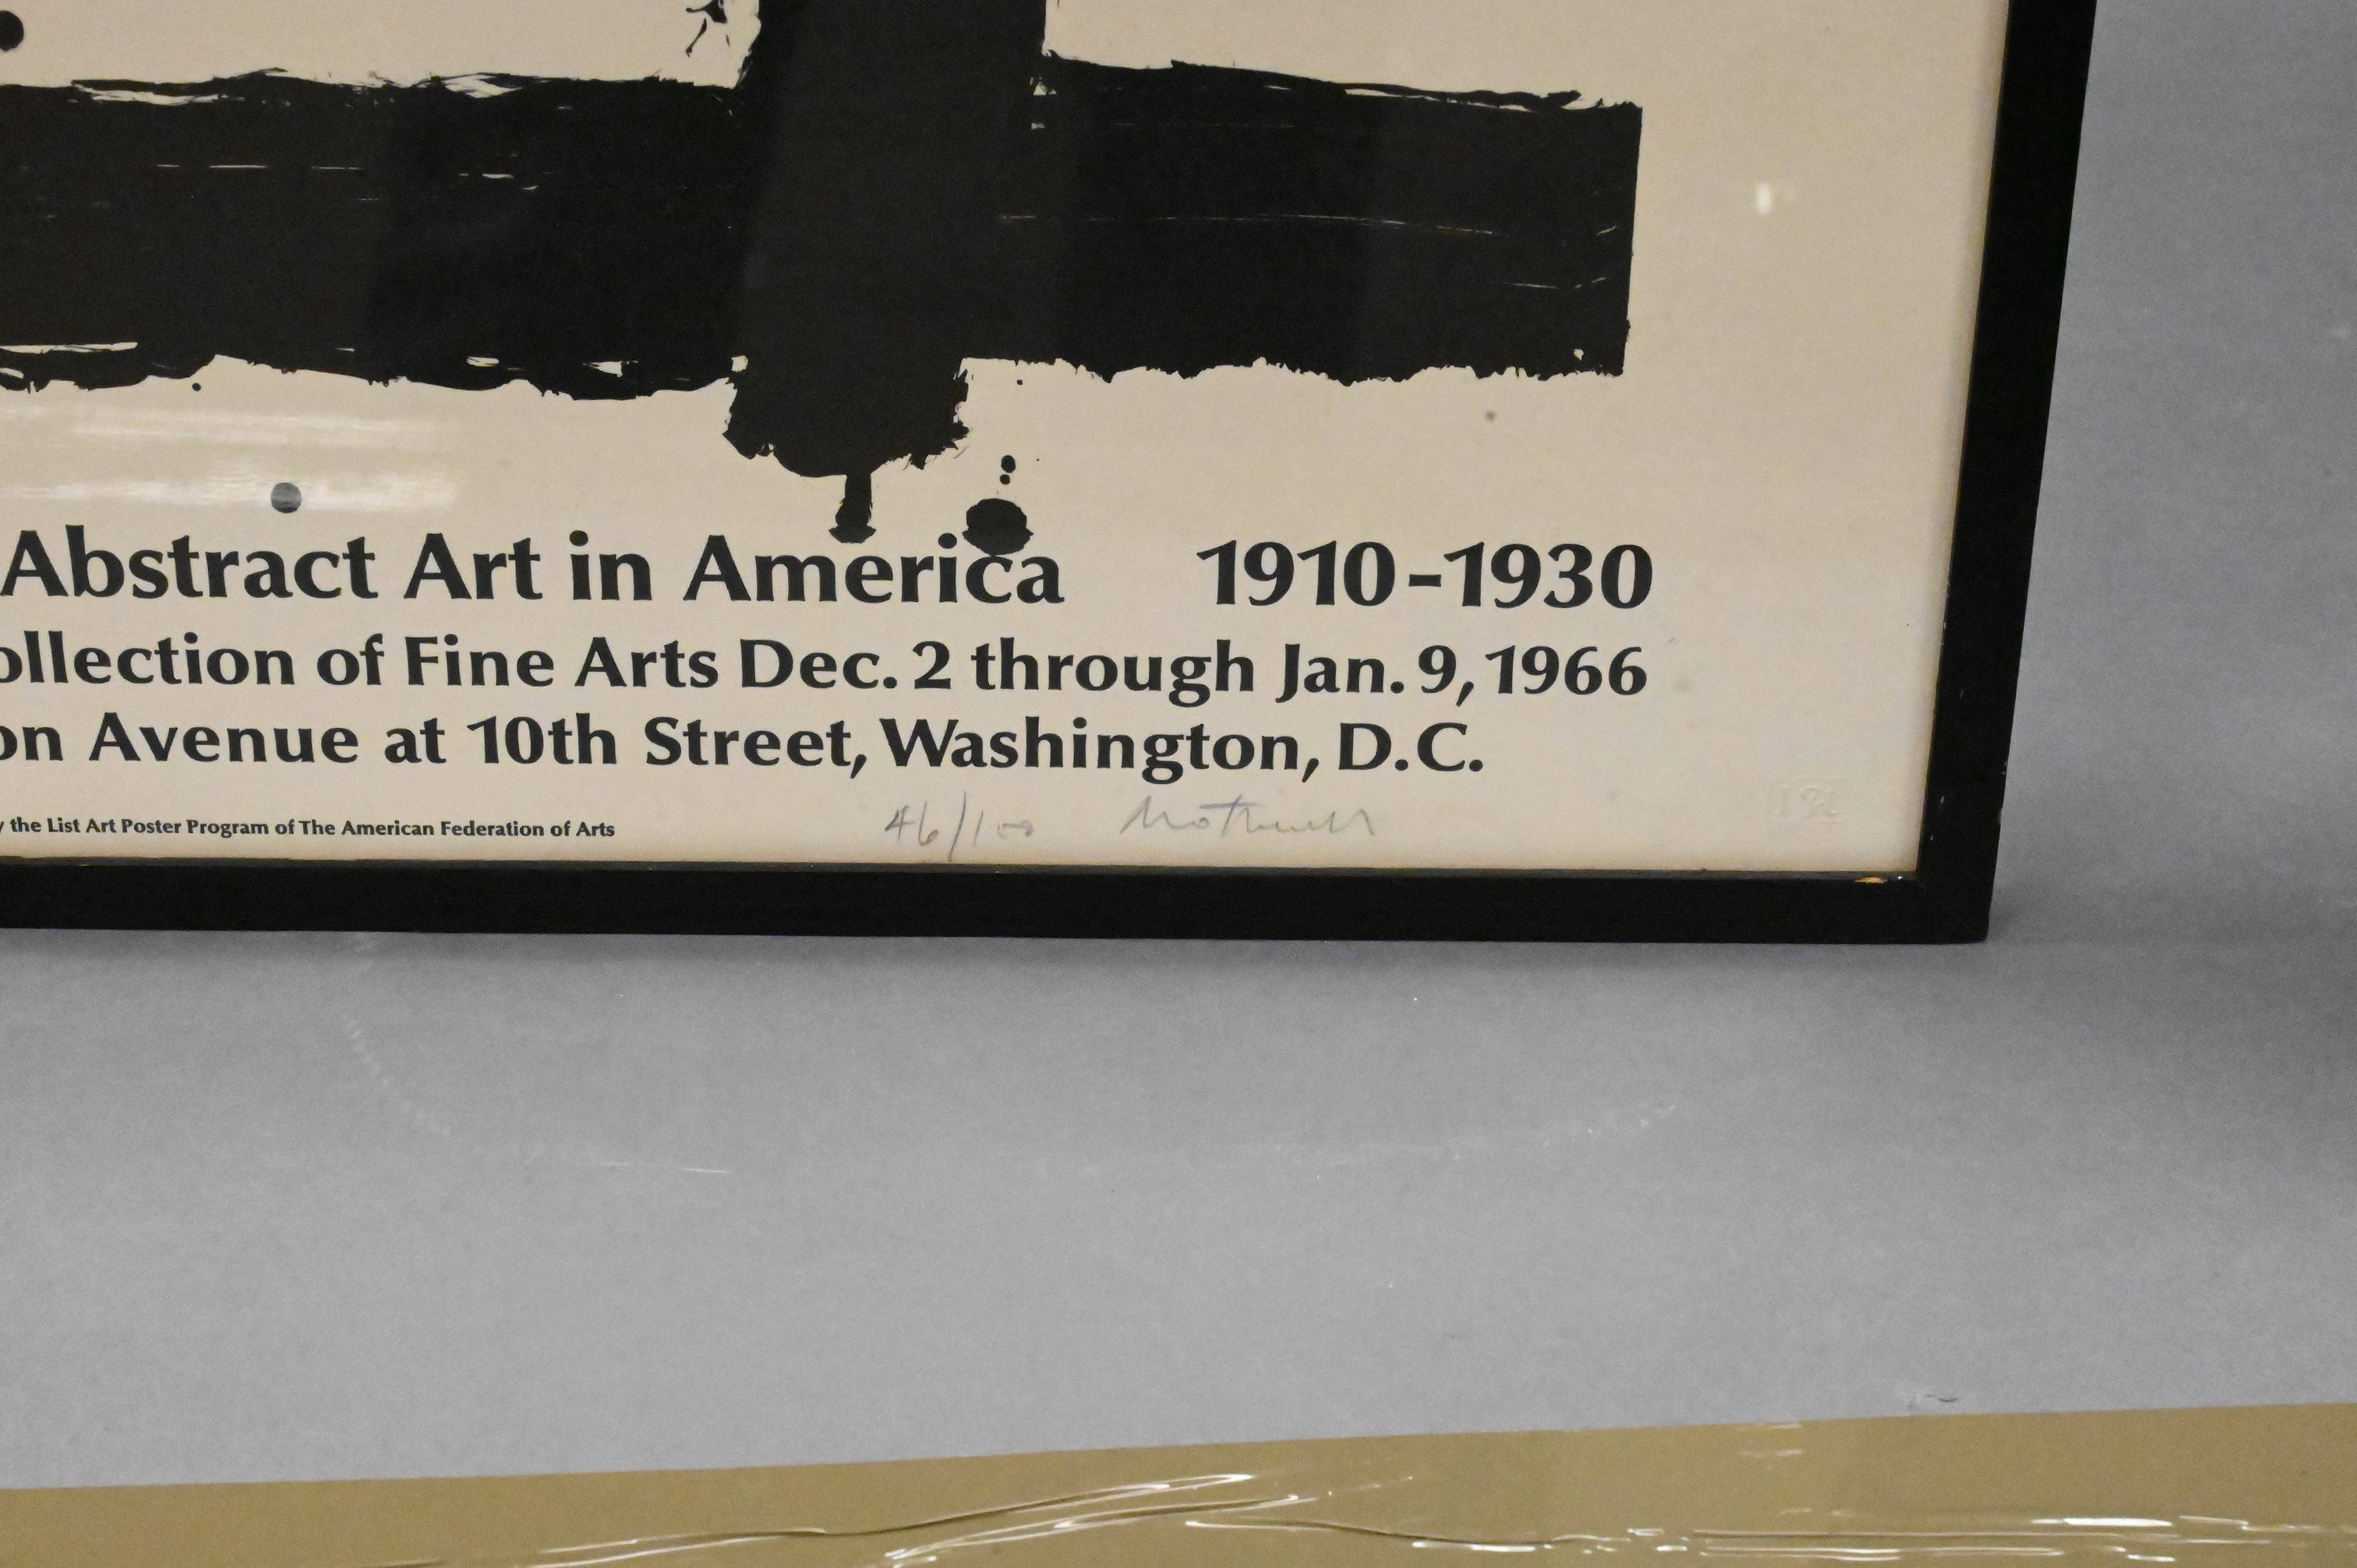 Abstract Art in America 1910-1930
ollection of Fine Arts Dec. 2 through Jan. 9, 1966
on Avenue at 10th Street, Washington, D.C.
y the List Art Poster Program of The American Federation of Arts
46/100 Motherwell